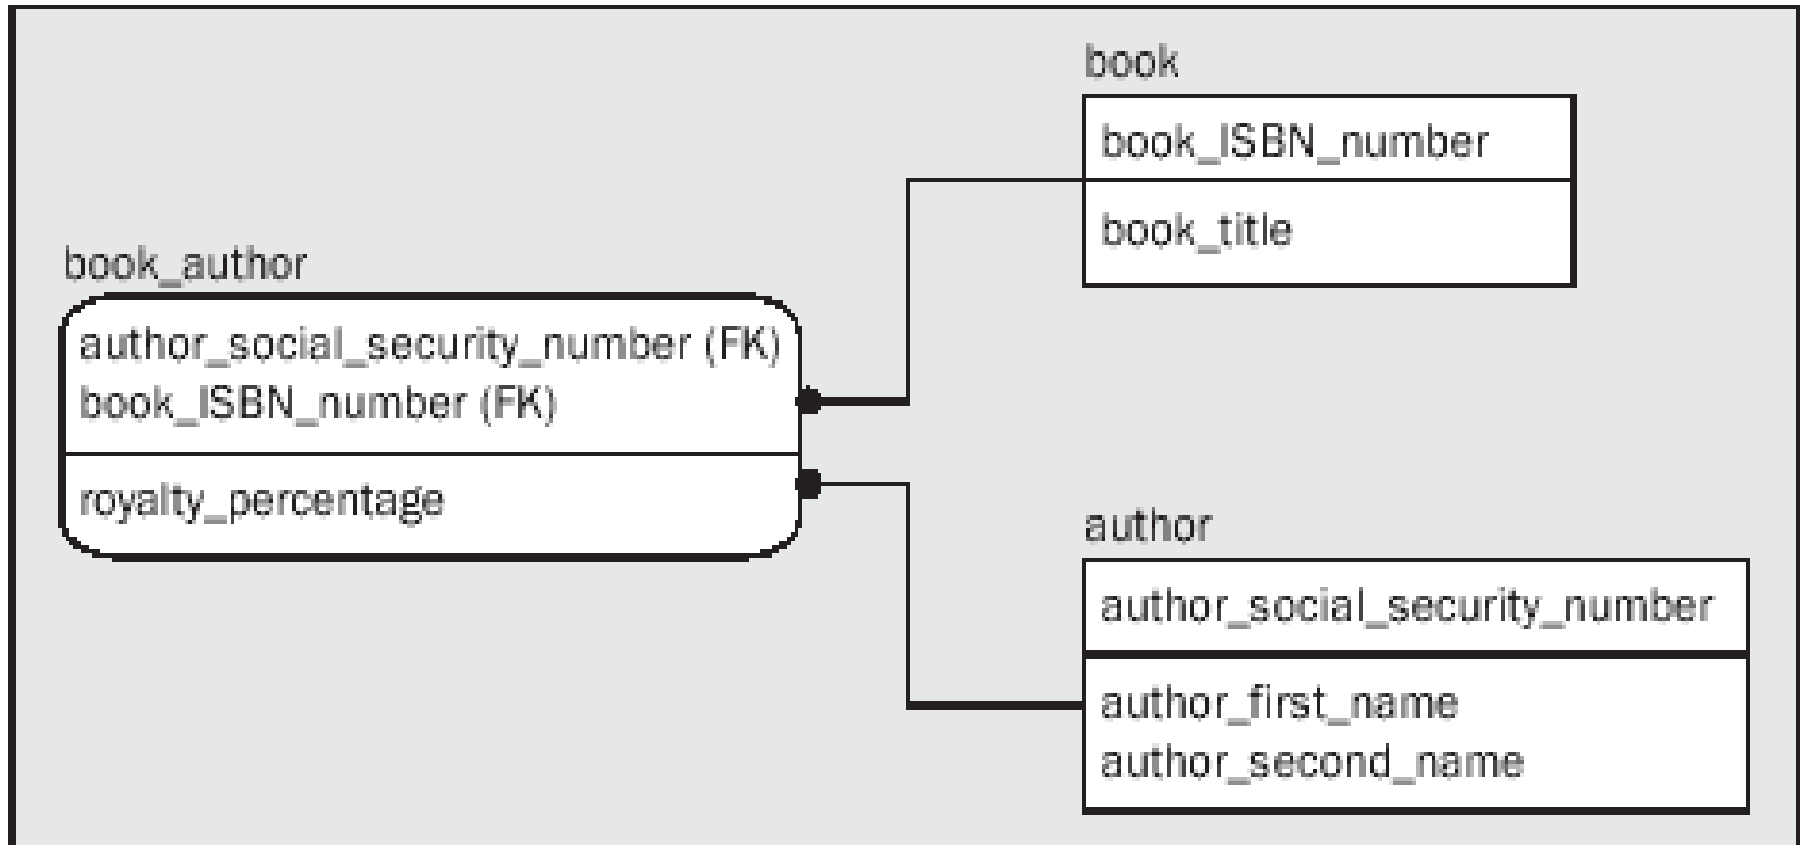 book
book_ISBN_number
book_title
book_author
author_social_security_number (FK)
book_ISBN_number (FK)
royalty_percentage
author
author_social_security_number
author_first_name
author_second_name